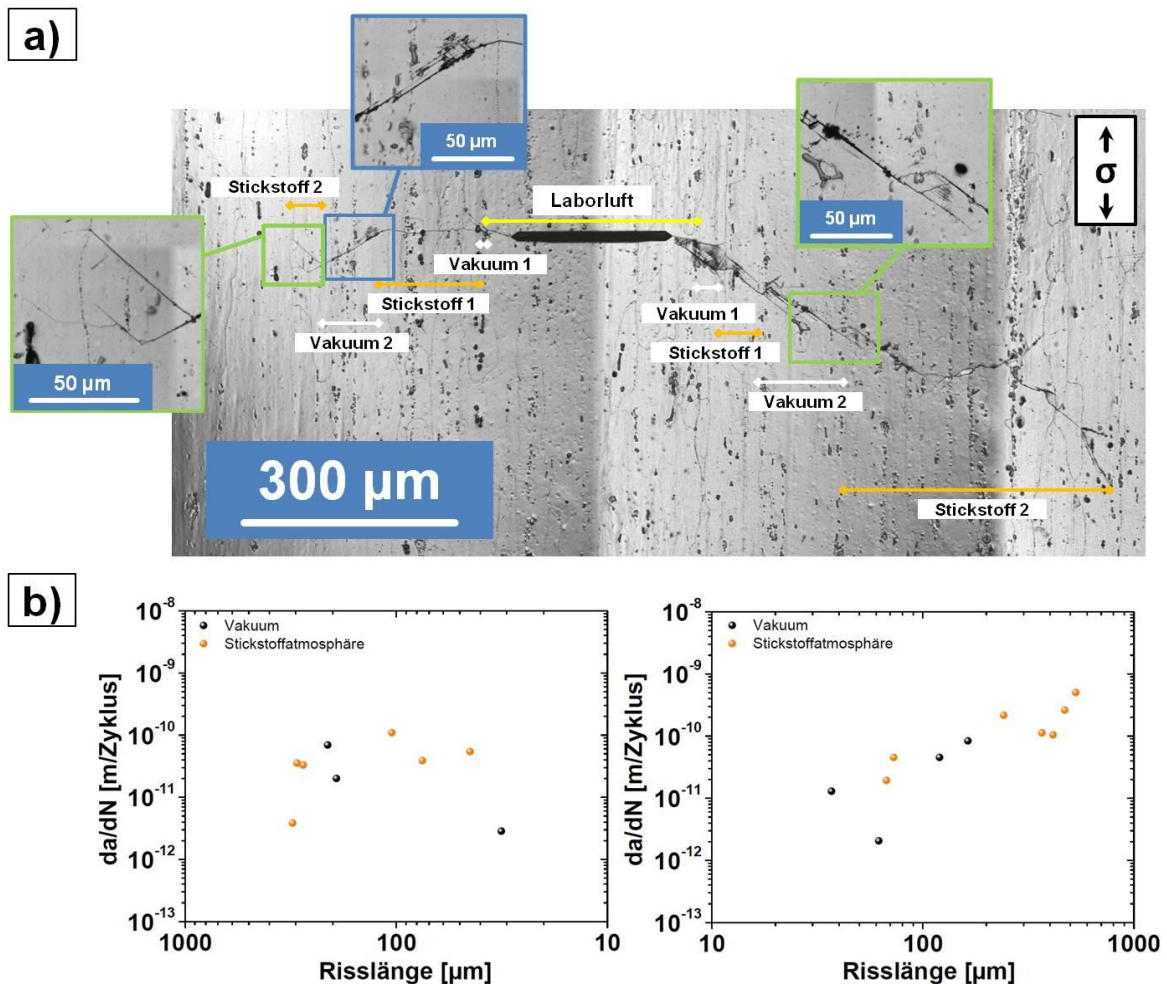 a)
50 µm
50 µm
σ
Stickstoff 2
Laborluft
50 µm
Vakuum 1
Stickstoff 1
Vakuum 1
Vakuum 2
Stickstoff 1
50 µm
Vakuum 2
300 µm
Stickstoff 2
b)
10-8
10-9
10-10
10-11
10-12
10-13
da/dN [m/Zyklus]
Vakuum
Stickstoffatmosphäre
1000 100 10
Risslänge [µm]
10-8
10-9
10-10
10-11
10-12
10-13
da/dN [m/Zyklus]
Vakuum
Stickstoffatmosphäre
10 100 1000
Risslänge [µm]